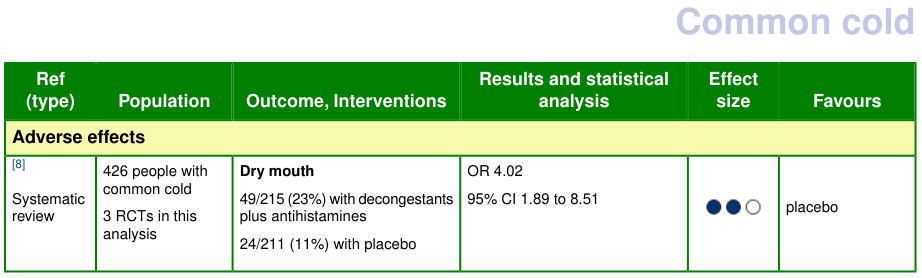 Common cold
Ref
(type)
Population
Outcome, Interventions
Results and statistical
analysis
Effect
size
Favours
Adverse effects
[8]
Systematic
review
426 people with
common cold
3 RCTs in this
analysis
Dry mouth
49/215 (23%) with decongestants
plus antihistamines
24/211 (11%) with placebo
OR 4.02
95% CI 1.89 to 8.51
placebo